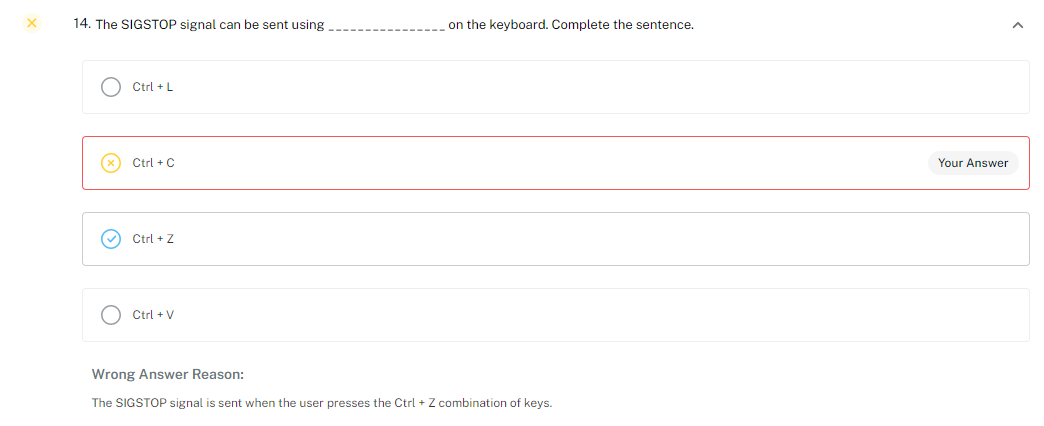 14. The SIGSTOP signal can be sent using ________________ on the keyboard. Complete the sentence.
Ctrl + L
Ctrl + C
Your Answer
Ctrl + Z
Ctrl + V
Wrong Answer Reason:
The SIGSTOP signal is sent when the user presses the Ctrl + Z combination of keys.